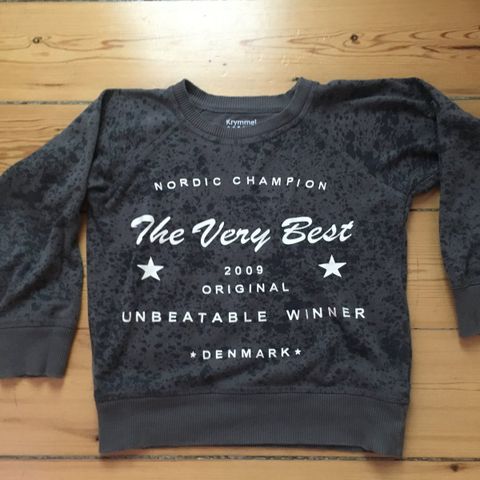 Krymmel
NORDIC CHAMPION
The Very Best
2009
ORIGINAL
UNBEATABLE WINNER
*DENMARK*